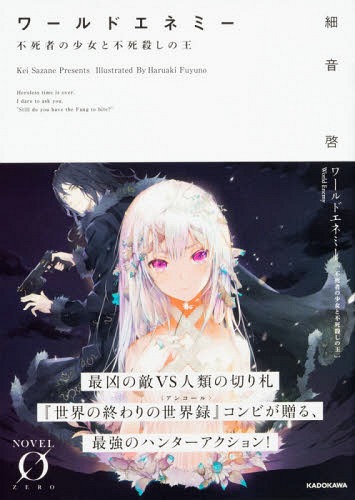 ワールドエネミー
不死者の少女と不死殺しの王
細音 啓
Kei Sazane Presents Illustrated By Haruaki Fuyuno
Heroless time is over.
I dare to ask you.
"Still do you have the Fang to bite?"
ワールドエネミー
World Enemy
[不死者の少女と不死殺しの王]
最凶の敵VS人類の切り札
〈アンコール〉
『世界の終わりの世界録』コンビが贈る、
最強のハンターアクション!
NOVEL
0
ZERO
KADOKAWA